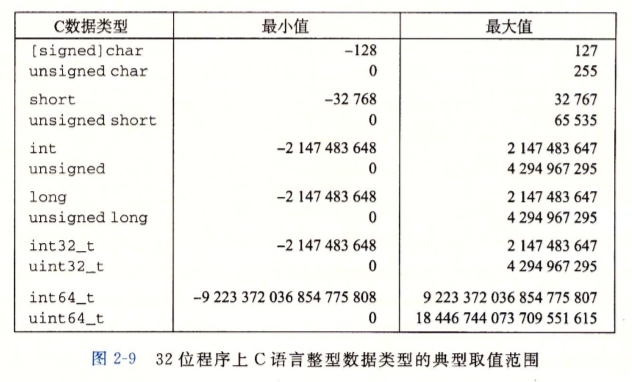 C数据类型 最小值 最大值
[signed]char -128 127
unsigned char 0 255
short -32 768 32 767
unsigned short 0 65 535
int -2 147 483 648 2 147 483 647
unsigned 0 4 294 967 295
long -2 147 483 648 2 147 483 647
unsigned long 0 4 294 967 295
int32_t -2 147 483 648 2 147 483 647
uint32_t 0 4 294 967 295
int64_t -9 223 372 036 854 775 808 9 223 372 036 854 775 807
uint64_t 0 18 446 744 073 709 551 615
图 2-9 32 位程序上 C 语言整型数据类型的典型取值范围